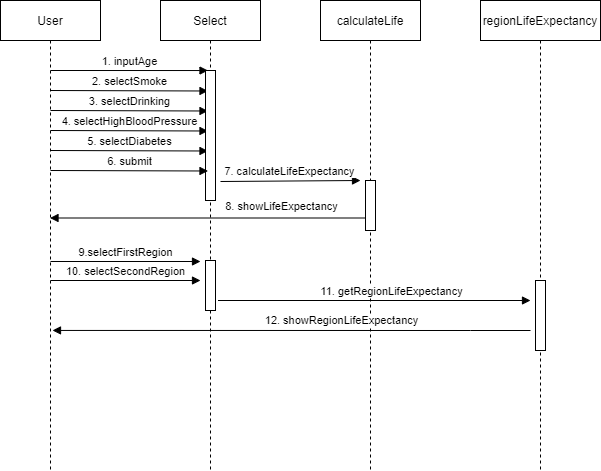 User
Select
calculateLife
regionLifeExpectancy
1. inputAge
2. selectSmoke
3. selectDrinking
4. selectHighBloodPressure
5. selectDiabetes
6. submit
7. calculateLifeExpectancy
8. showLifeExpectancy
9.selectFirstRegion
10. selectSecondRegion
11. getRegionLifeExpectancy
12. showRegionLifeExpectancy